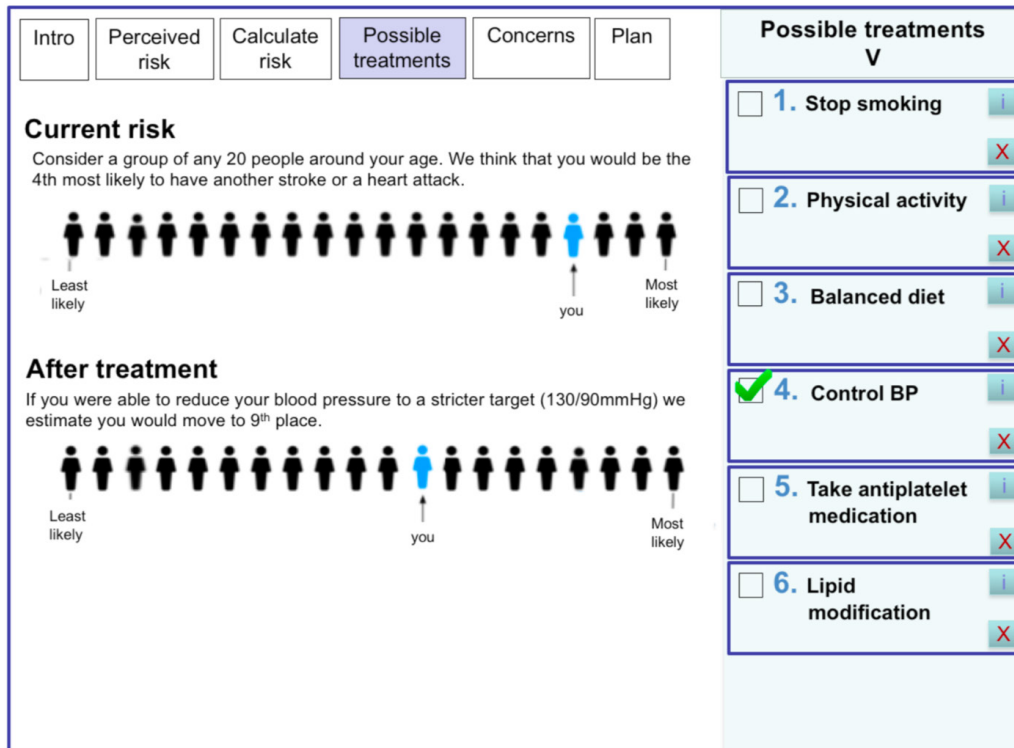 Intro
Perceived
risk
Calculate
risk
Possible
treatments
Concerns
Plan
Current risk
Consider a group of any 20 people around your age. We think that you would be the
4th most likely to have another stroke or a heart attack.
Least
likely
you
Most
likely
After treatment
If you were able to reduce your blood pressure to a stricter target (130/90mmHg) we
estimate you would move to 9th place.
Least
likely
you
Most
likely
Possible treatments
V
1. Stop smoking
i
X
2. Physical activity
i
X
3. Balanced diet
i
X
4. Control BP
i
X
5. Take antiplatelet
medication
i
X
6. Lipid
modification
i
X